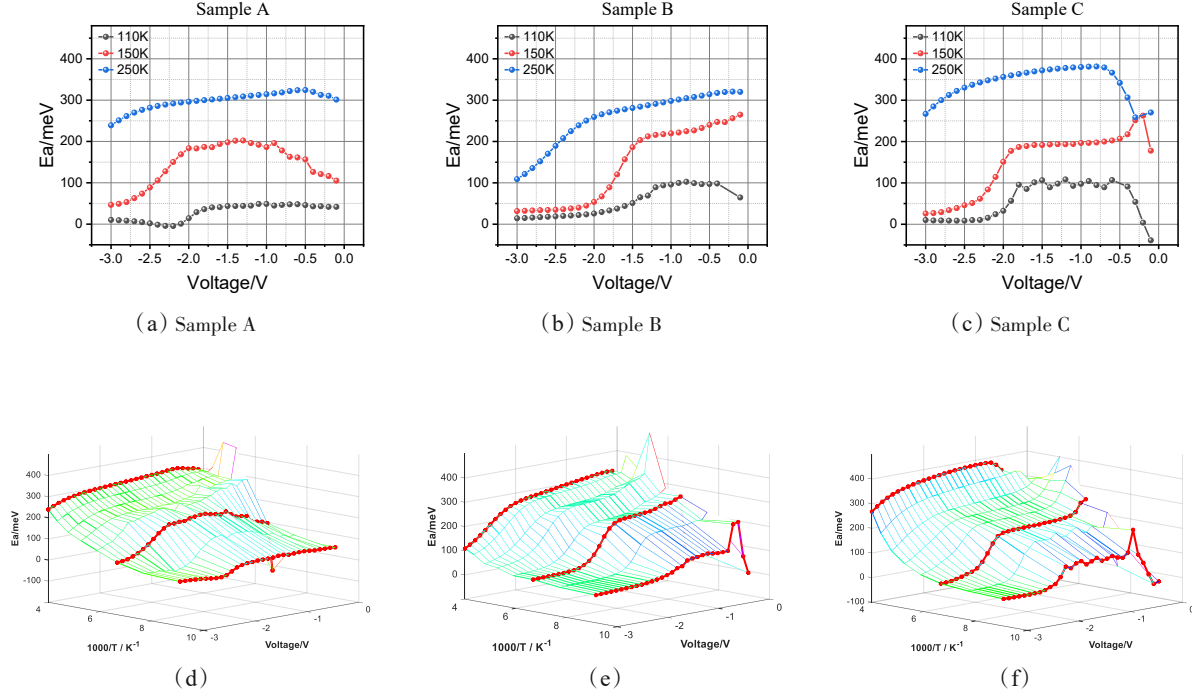 Sample A
Sample B
Sample C
110K
150K
250K
400
300
200
100
0
Ea/meV
-3.0 -2.5 -2.0 -1.5 -1.0 -0.5 0.0
Voltage/V
110K
150K
250K
400
300
200
100
0
Ea/meV
-3.0 -2.5 -2.0 -1.5 -1.0 -0.5 0.0
Voltage/V
110K
150K
250K
400
300
200
100
0
Ea/meV
-3.0 -2.5 -2.0 -1.5 -1.0 -0.5 0.0
Voltage/V
(a) Sample A
(b) Sample B
(c) Sample C
400
300
200
100
0
-100
Ea/meV
4 6 8 10
1000/T / K⁻¹
-3 -2 -1 0
Voltage/V
400
300
200
100
0
Ea/meV
4 6 8 10
1000/T / K⁻¹
-3 -2 -1 0
Voltage/V
400
300
200
100
0
-100
Ea/meV
4 6 8 10
1000/T / K⁻¹
-3 -2 -1 0
Voltage/V
(d)
(e)
(f)